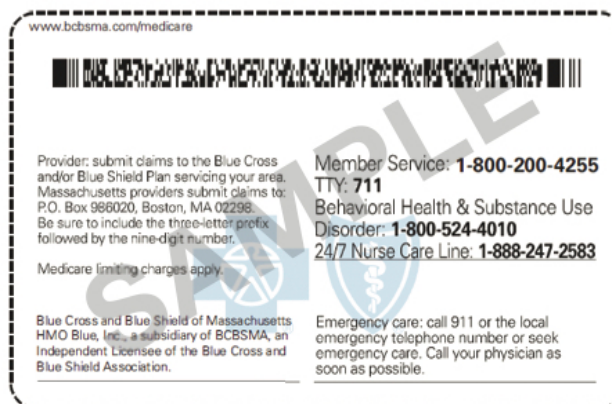 www.bcbsma.com/medicare
Provider: submit claims to the Blue Cross
and/or Blue Shield Plan servicing your area.
Massachusetts providers submit claims to:
P.O. Box 986020, Boston, MA 02298.
Be sure to include the three-letter prefix
followed by the nine-digit number.
Medicare limiting charges apply.
Blue Cross and Blue Shield of Massachusetts
HMO Blue, Inc., a subsidiary of BCBSMA, an
Independent Licensee of the Blue Cross and
Blue Shield Association.
Member Service: 1-800-200-4255
TTY: 711
Behavioral Health & Substance Use
Disorder: 1-800-524-4010
24/7 Nurse Care Line: 1-888-247-2583
Emergency care: call 911 or the local
emergency telephone number or seek
emergency care. Call your physician as
soon as possible.
SAMPLE